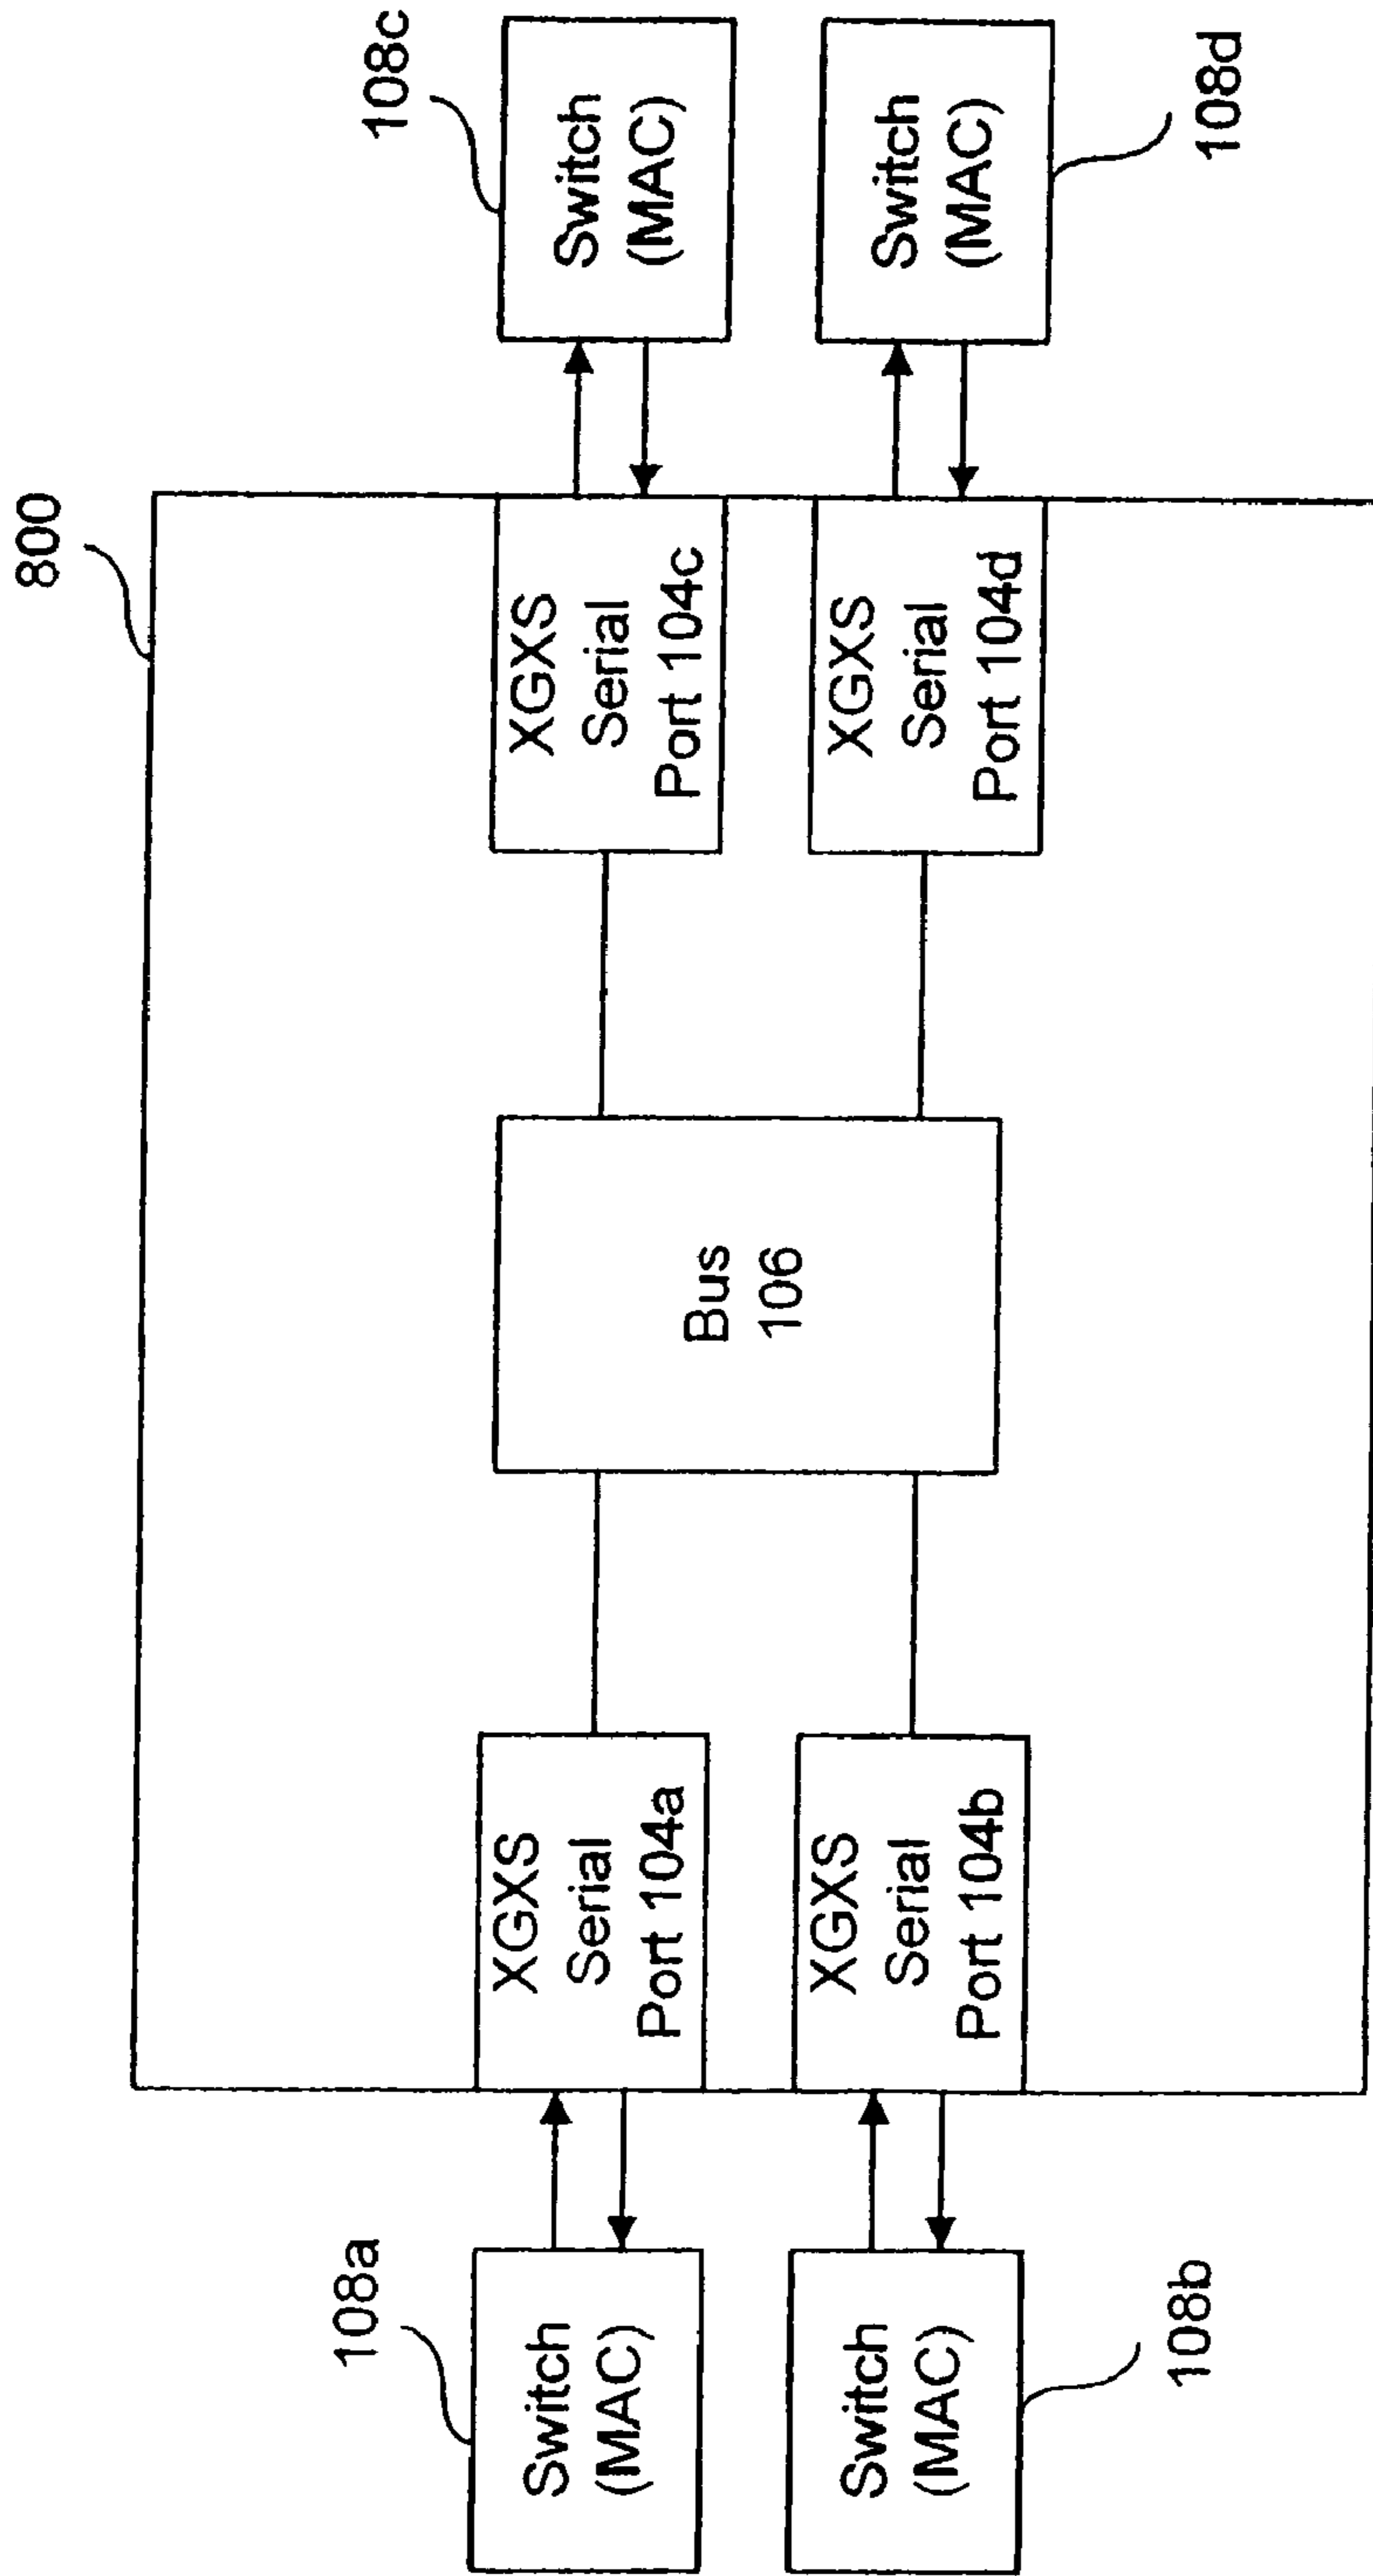 800
108a
108c
Switch
(MAC)
XGXS
Serial
Port 104a
XGXS
Serial
Port 104c
Switch
(MAC)
Bus
106
Switch
(MAC)
XGXS
Serial
Port 104b
XGXS
Serial
Port 104d
Switch
(MAC)
108b
108d